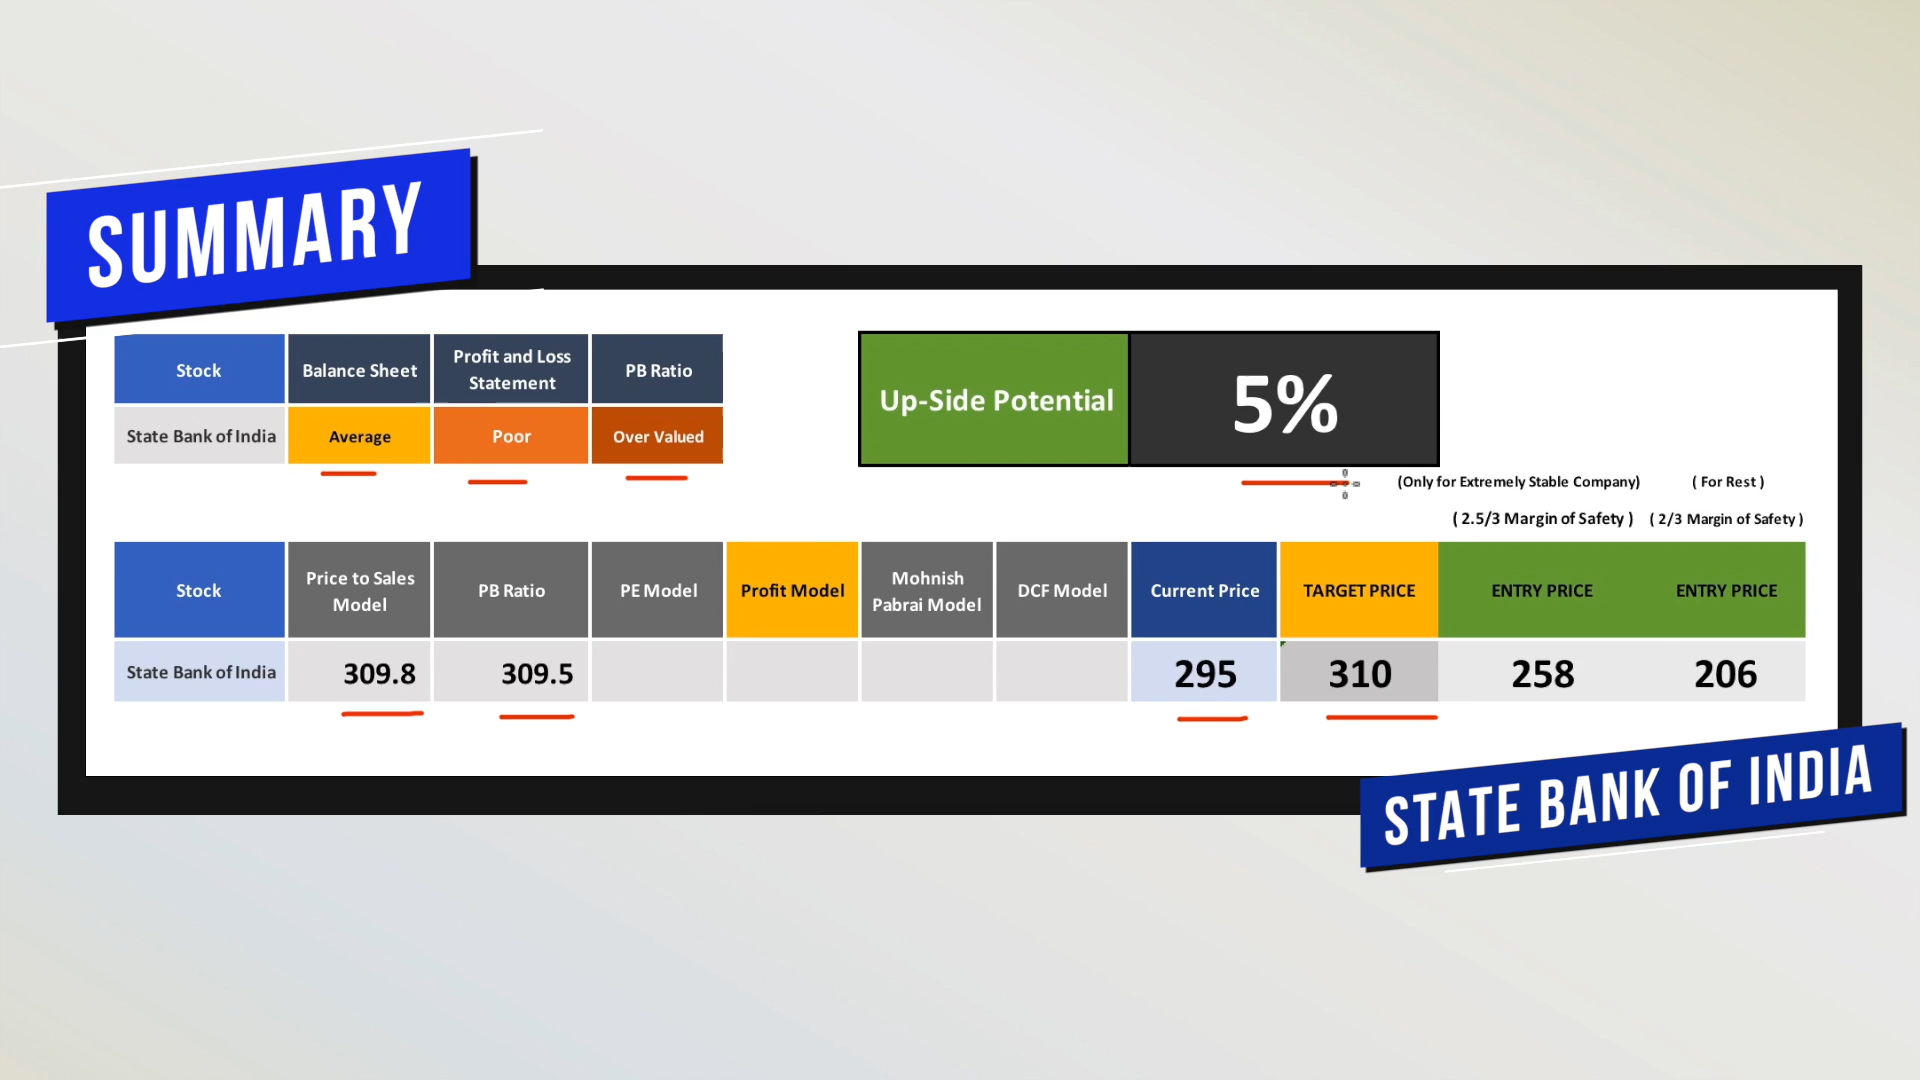 SUMMARY
Stock
Balance Sheet
Profit and Loss
Statement
PB Ratio
State Bank of India
Average
Poor
Over Valued
Up-Side Potential
5%
(Only for Extremely Stable Company)
( For Rest )
( 2.5/3 Margin of Safety )
( 2/3 Margin of Safety )
Stock
Price to Sales
Model
PB Ratio
PE Model
Profit Model
Mohnish
Pabrai Model
DCF Model
Current Price
TARGET PRICE
ENTRY PRICE
ENTRY PRICE
State Bank of India
309.8
309.5
295
310
258
206
STATE BANK OF INDIA